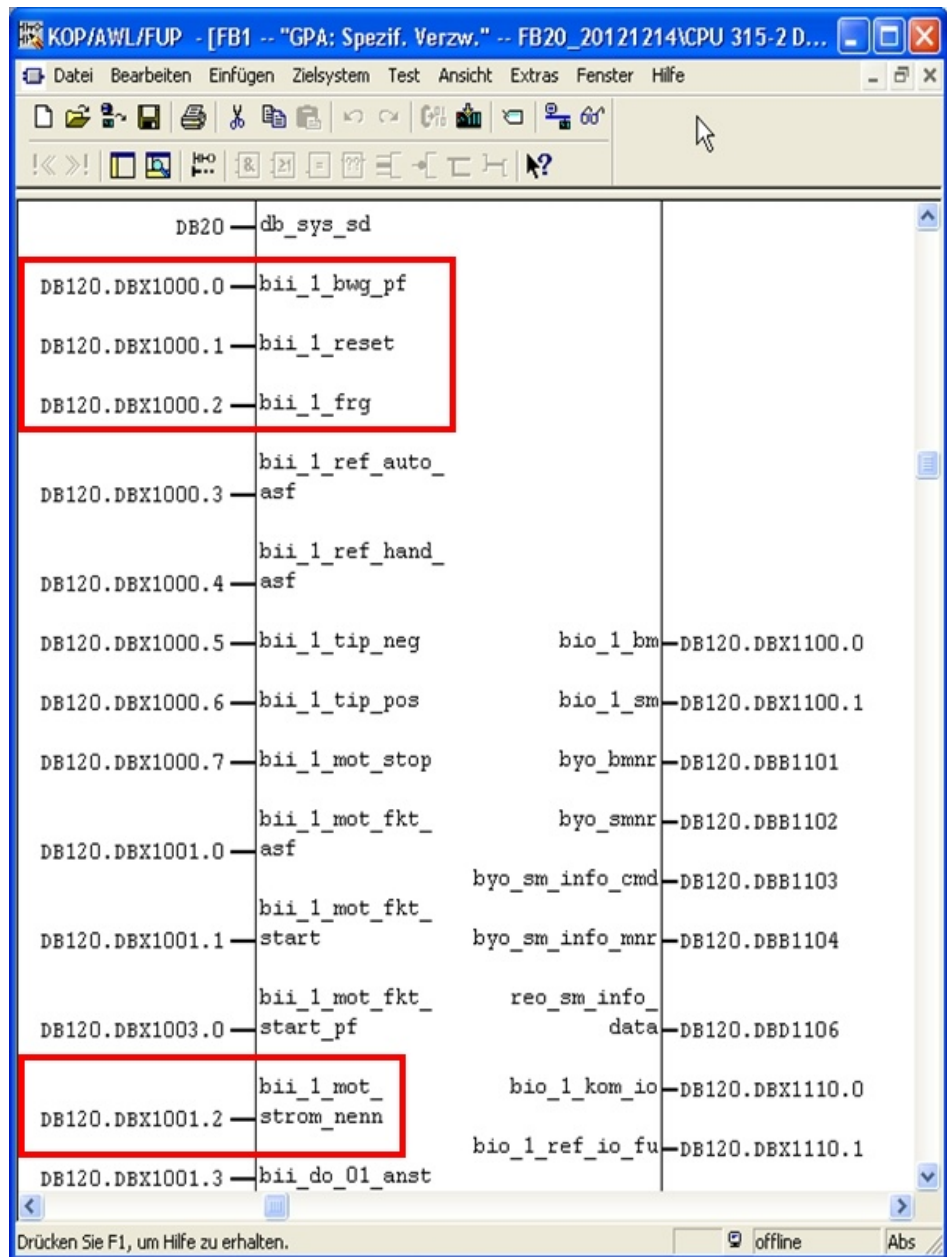 KOP/AWL/FUP - [FB1 -- "GPA: Spezif. Verzw." -- FB20_20121214\CPU 315-2 D...
Datei Bearbeiten Einfügen Zielsystem Test Ansicht Extras Fenster Hilfe
DB20 db_sys_sd
DB120.DBX1000.0 bii_1_bwg_pf
DB120.DBX1000.1 bii_1_reset
DB120.DBX1000.2 bii_1_frg
bii_1_ref_auto_
DB120.DBX1000.3 asf
bii_1_ref_hand_
DB120.DBX1000.4 asf
DB120.DBX1000.5 bii_1_tip_neg bio_1_bm DB120.DBX1100.0
DB120.DBX1000.6 bii_1_tip_pos bio_1_sm DB120.DBX1100.1
DB120.DBX1000.7 bii_1_mot_stop byo_bmnr DB120.DBB1101
bii_1_mot_fkt_ byo_smnr DB120.DBB1102
DB120.DBX1001.0 asf
byo_sm_info_cmd DB120.DBB1103
bii_1_mot_fkt_
DB120.DBX1001.1 start byo_sm_info_mnr DB120.DBB1104
bii_1_mot_fkt_ reo_sm_info_
DB120.DBX1003.0 start_pf data DB120.DBD1106
bii_1_mot_ bio_1_kom_io DB120.DBX1110.0
DB120.DBX1001.2 strom_nenn
bio_1_ref_io_fu DB120.DBX1110.1
DB120.DBX1001.3 bii_do_01_anst
Drücken Sie F1, um Hilfe zu erhalten. offline Abs